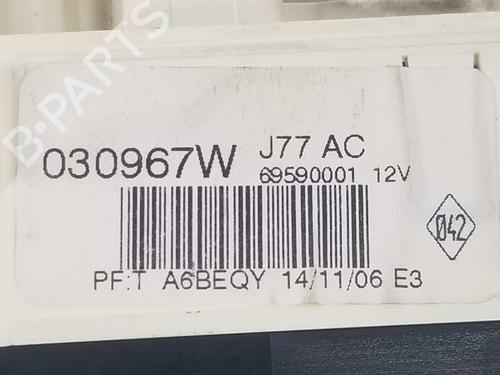 B-PARTS
030967W J77 AC
69590001 12V
042
PF:T A6BEQY 14/11/06 E3